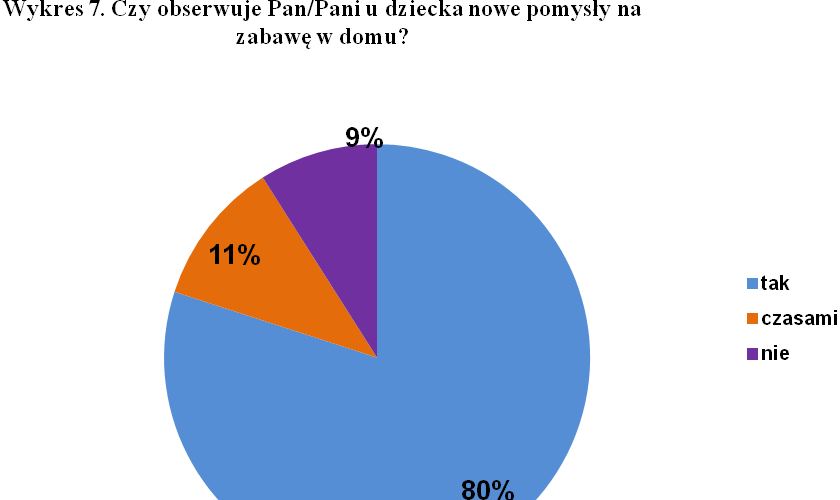 Wykres 7. Czy obserwuje Pan/Pani u dziecka nowe pomysły na
zabawę w domu?
9%
11%
80%
tak
czasami
nie